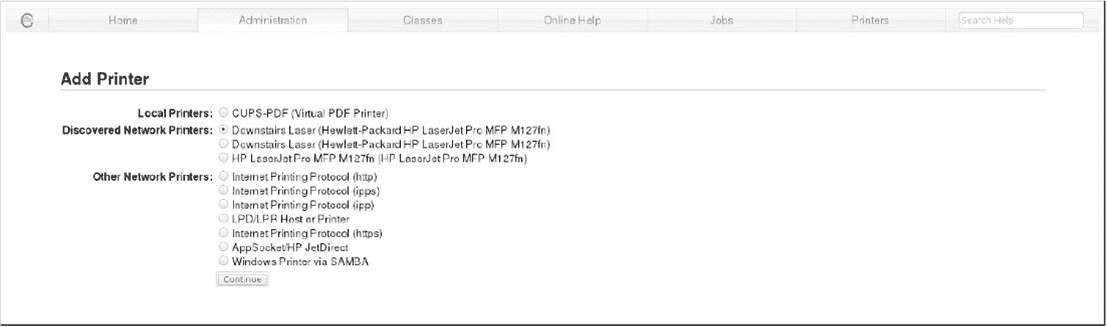 Home Administration Classes Online Help Jobs Printers Search Help
Add Printer
Local Printers: CUPS-PDF (Virtual PDF Printer)
Discovered Network Printers: Downstairs Laser (Hewlett-Packard HP LaserJet Pro MFP M127fn)
Downstairs Laser (Hewlett-Packard HP LaserJet Pro MFP M127fn)
HP LaserJet Pro MFP M127fn (HP LaserJet Pro MFP M127fn)
Other Network Printers: Internet Printing Protocol (http)
Internet Printing Protocol (ipps)
Internet Printing Protocol (ipp)
LPD/LPR Host or Printer
Internet Printing Protocol (https)
AppSocket/HP JetDirect
Windows Printer via SAMBA
Continue